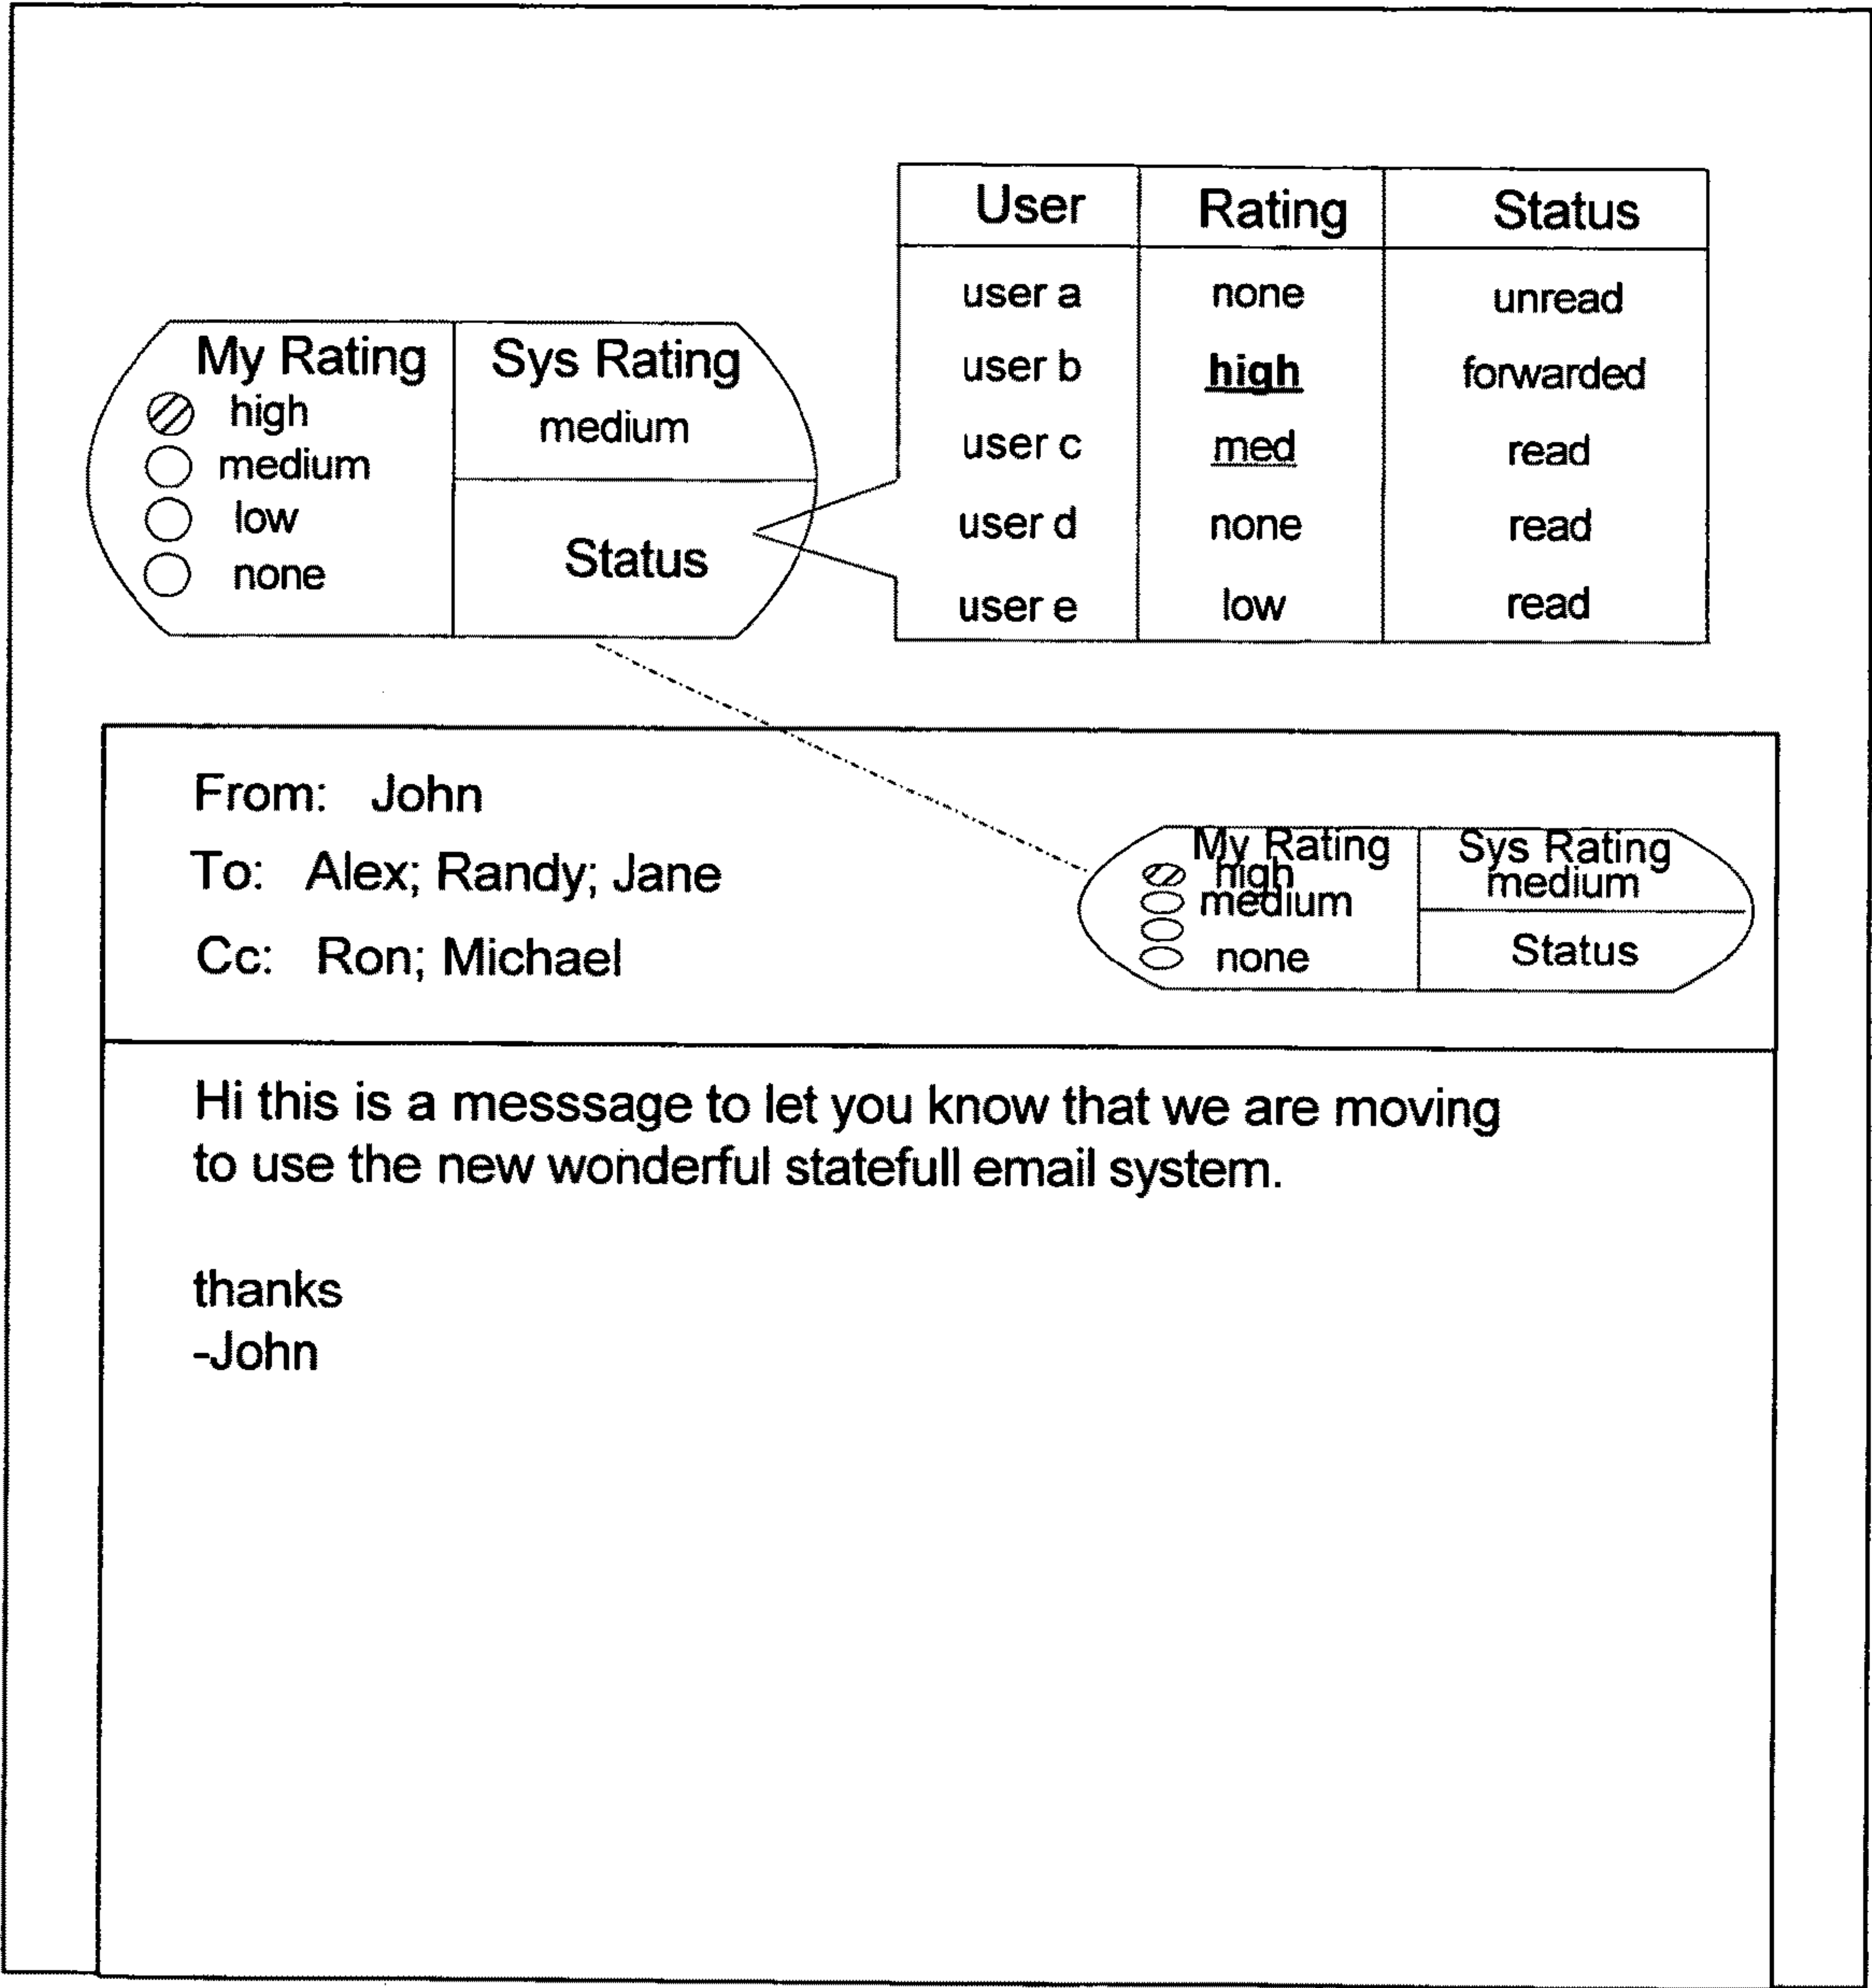 User Rating Status
user a none unread
user b high forwarded
user c med read
user d none read
user e low read
My Rating
high
medium
low
none
Sys Rating
medium
Status
From: John
To: Alex; Randy; Jane
Cc: Ron; Michael
My Rating
high
medium
none
Sys Rating
medium
Status
Hi this is a messsage to let you know that we are moving
to use the new wonderful statefull email system.
thanks
-John